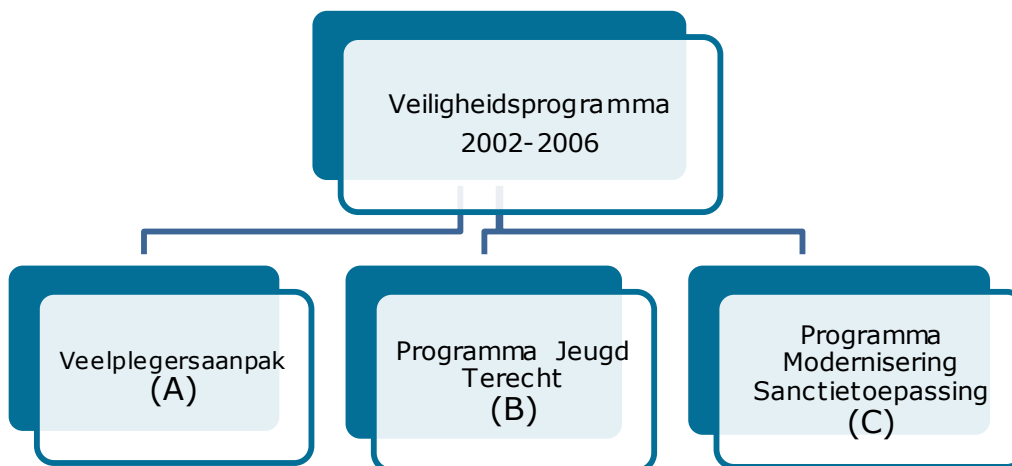 Veiligheidsprogramma
2002-2006
Veelplegersaanpak
(A)
Programma Jeugd
Terecht
(B)
Programma
Modernisering
Sanctietoepassing
(C)